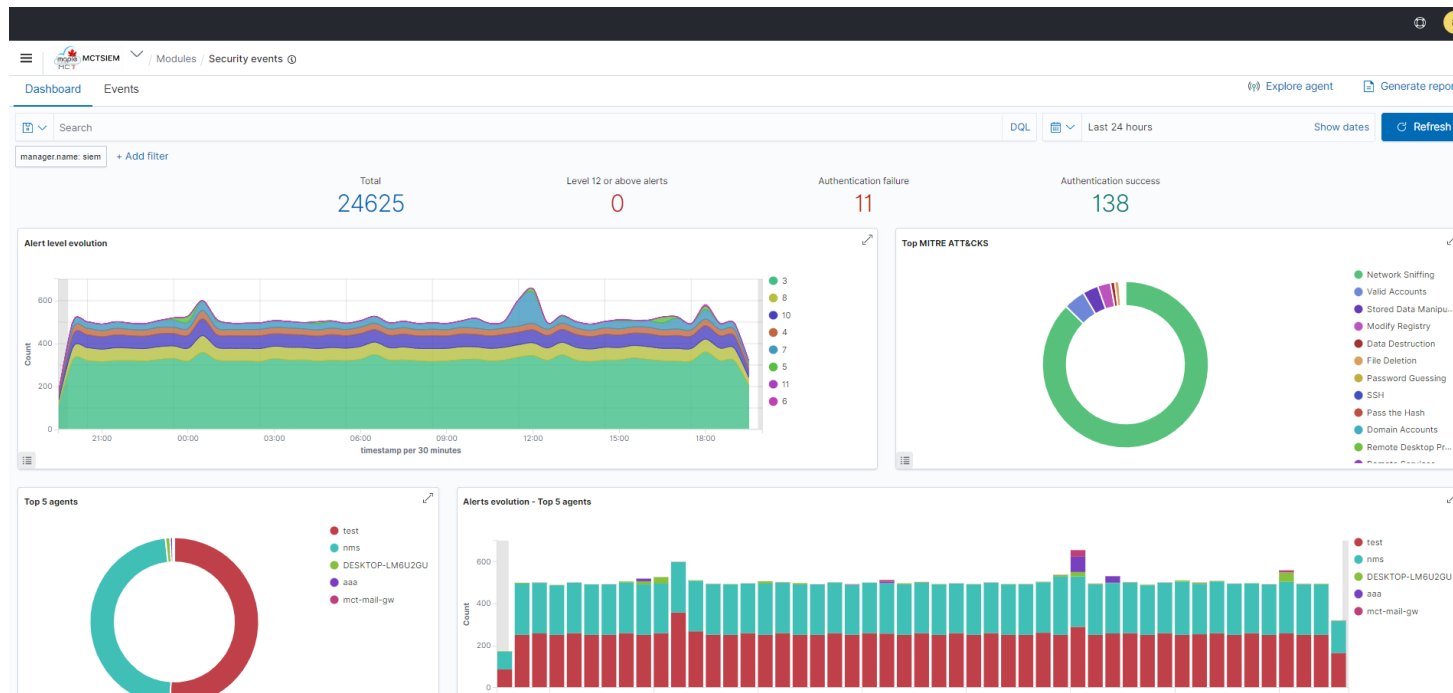 maple
MCT
MCTSIEM / Modules / Security events
Dashboard Events
Explore agent Generate repor
Search DQL Last 24 hours Show dates Refresh
manager.name: siem + Add filter
Total Level 12 or above alerts Authentication failure Authentication success
24625 0 11 138
Alert level evolution
Count
600
400
200
0
21:00 00:00 03:00 06:00 09:00 12:00 15:00 18:00
timestamp per 30 minutes
3
8
10
4
7
5
11
6
Top MITRE ATT&CKS
Network Sniffing
Valid Accounts
Stored Data Manipu...
Modify Registry
Data Destruction
File Deletion
Password Guessing
SSH
Pass the Hash
Domain Accounts
Remote Desktop Pr...
Top 5 agents
test
nms
DESKTOP-LM6U2GU
aaa
mct-mail-gw
Alerts evolution - Top 5 agents
Count
600
400
200
0
test
nms
DESKTOP-LM6U2GU
aaa
mct-mail-gw